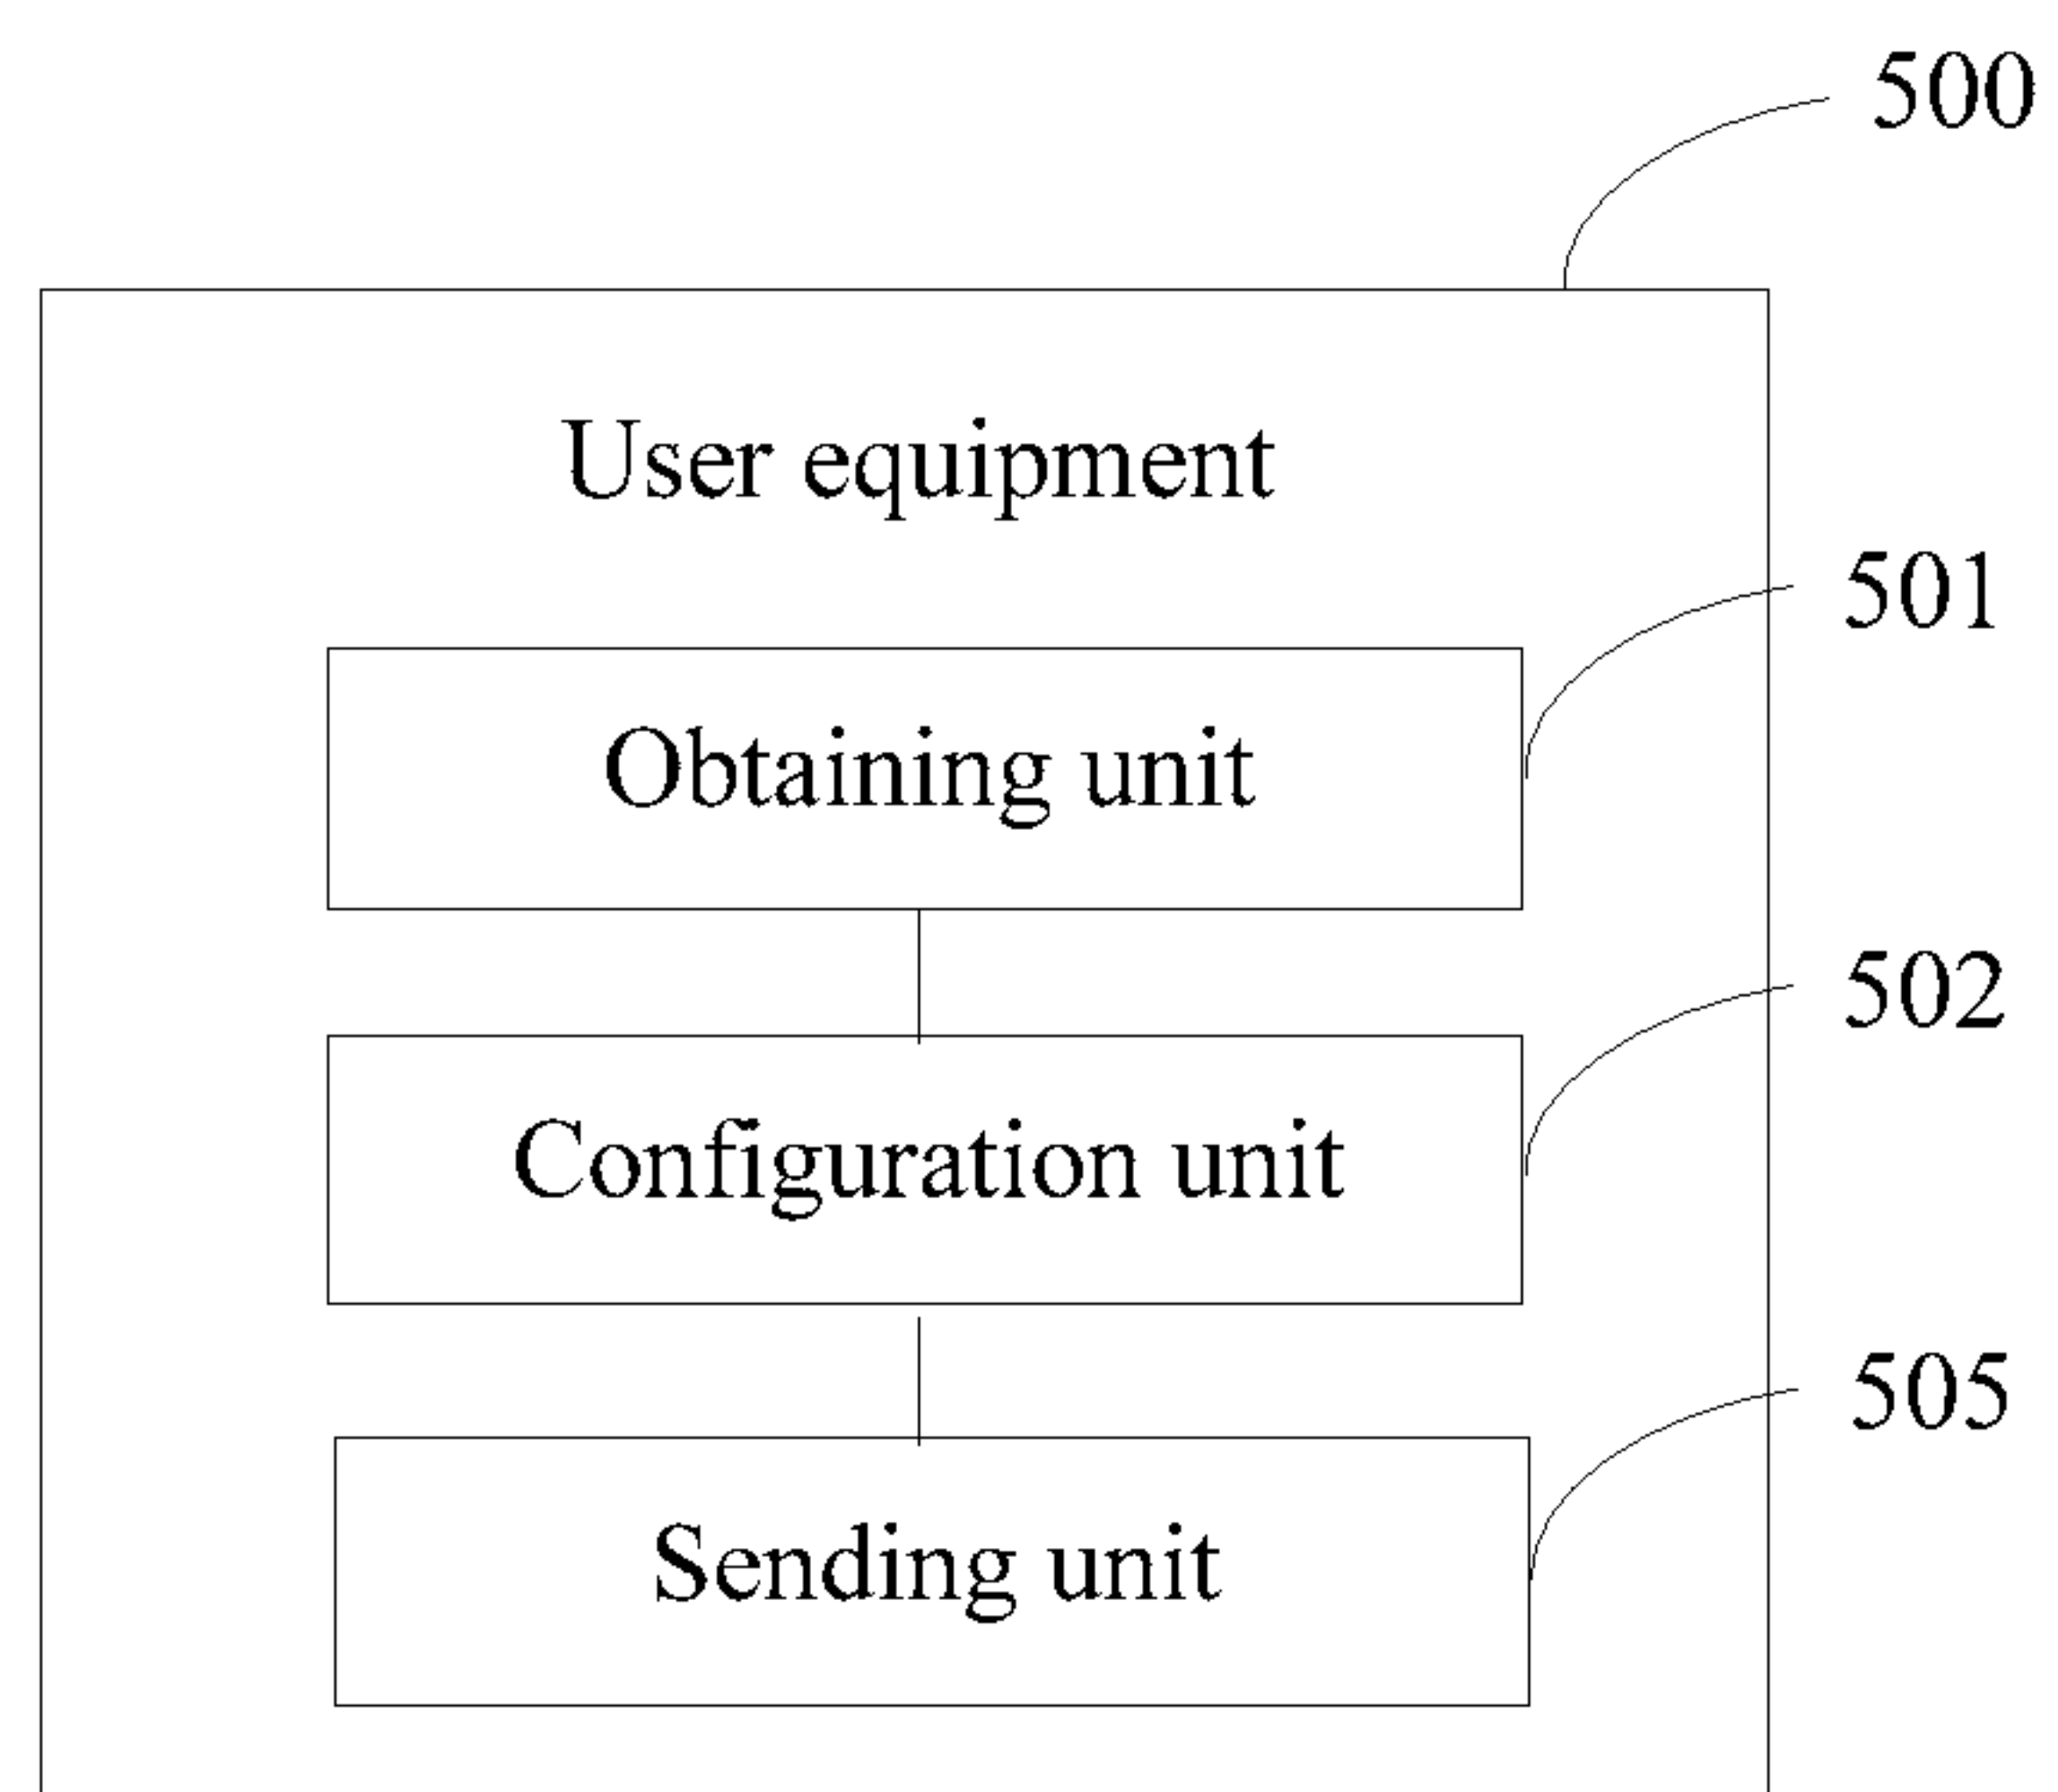 500
User equipment
501
Obtaining unit
502
Configuration unit
505
Sending unit